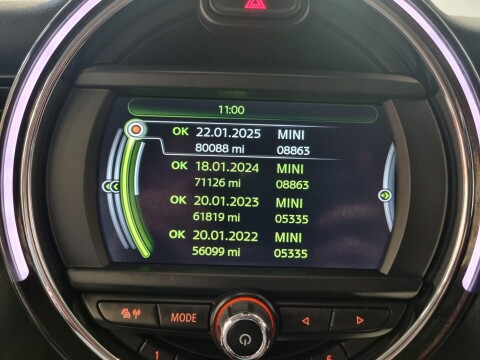 11:00
OK 22.01.2025 MINI
80088 mi 08863
OK 18.01.2024 MINI
71126 mi 08863
OK 20.01.2023 MINI
61819 mi 05335
OK 20.01.2022 MINI
56099 mi 05335
MODE
1